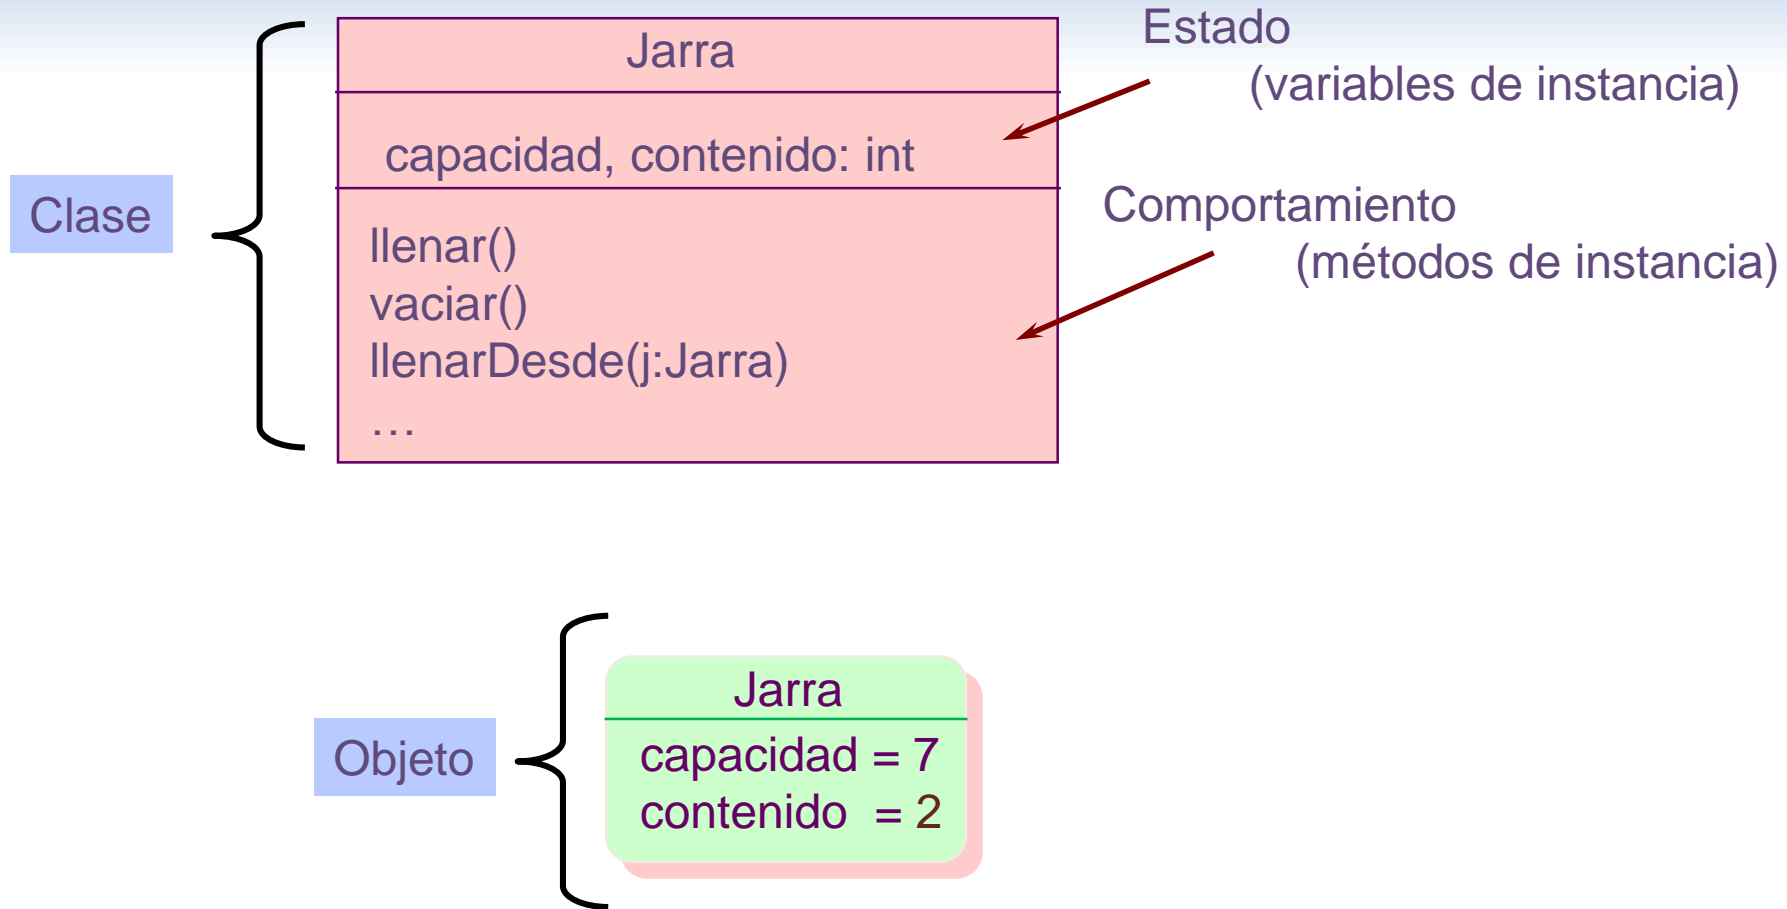 Jarra
capacidad, contenido: int
llenar()
vaciar()
llenarDesde(j:Jarra)
…
Clase
Estado
(variables de instancia)
Comportamiento
(métodos de instancia)
Objeto
Jarra
capacidad = 7
contenido = 2